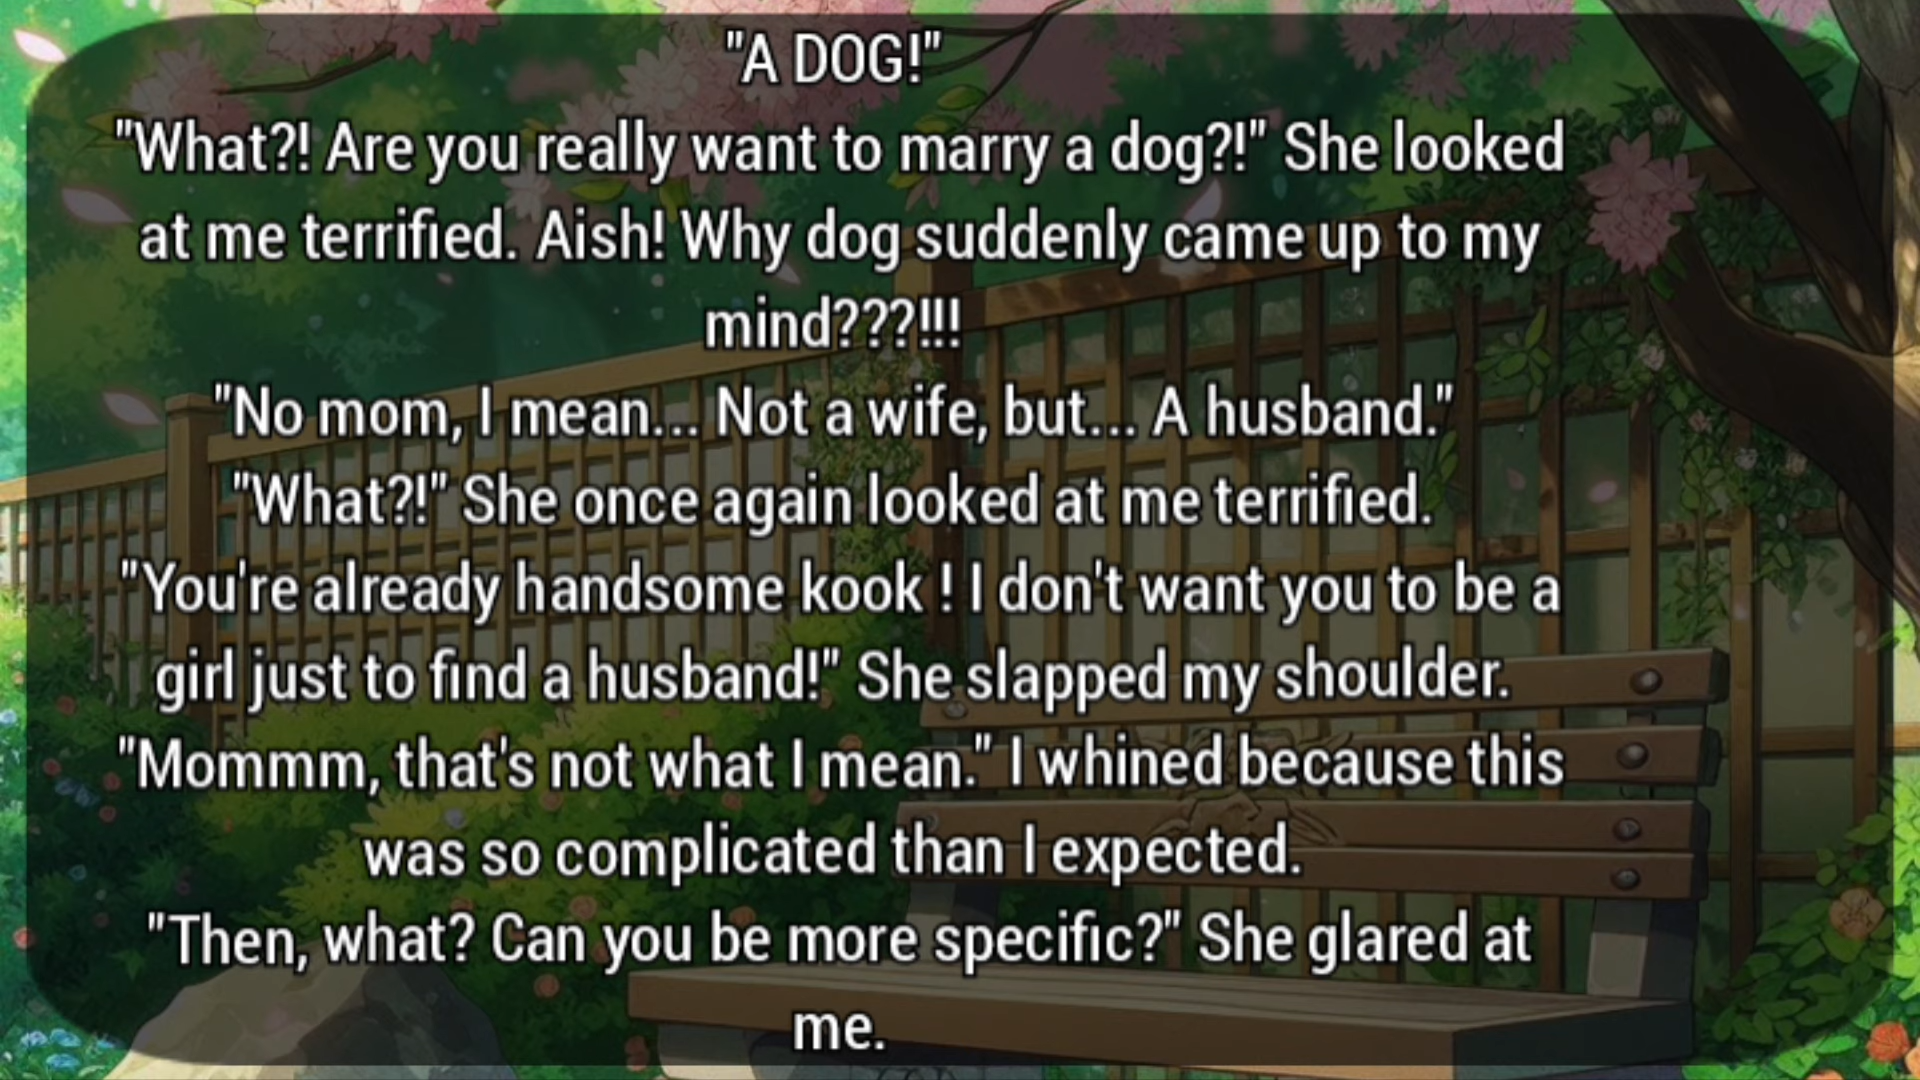 "A DOG!"
"What?! Are you really want to marry a dog?!" She looked
at me terrified. Aish! Why dog suddenly came up to my
mind???!!!
"No mom, I mean... Not a wife, but... A husband."
"What?!" She once again looked at me terrified.
"You're already handsome kook ! I don't want you to be a
girl just to find a husband!" She slapped my shoulder.
"Mommm, that's not what I mean." I whined because this
was so complicated than I expected.
"Then, what? Can you be more specific?" She glared at
me.